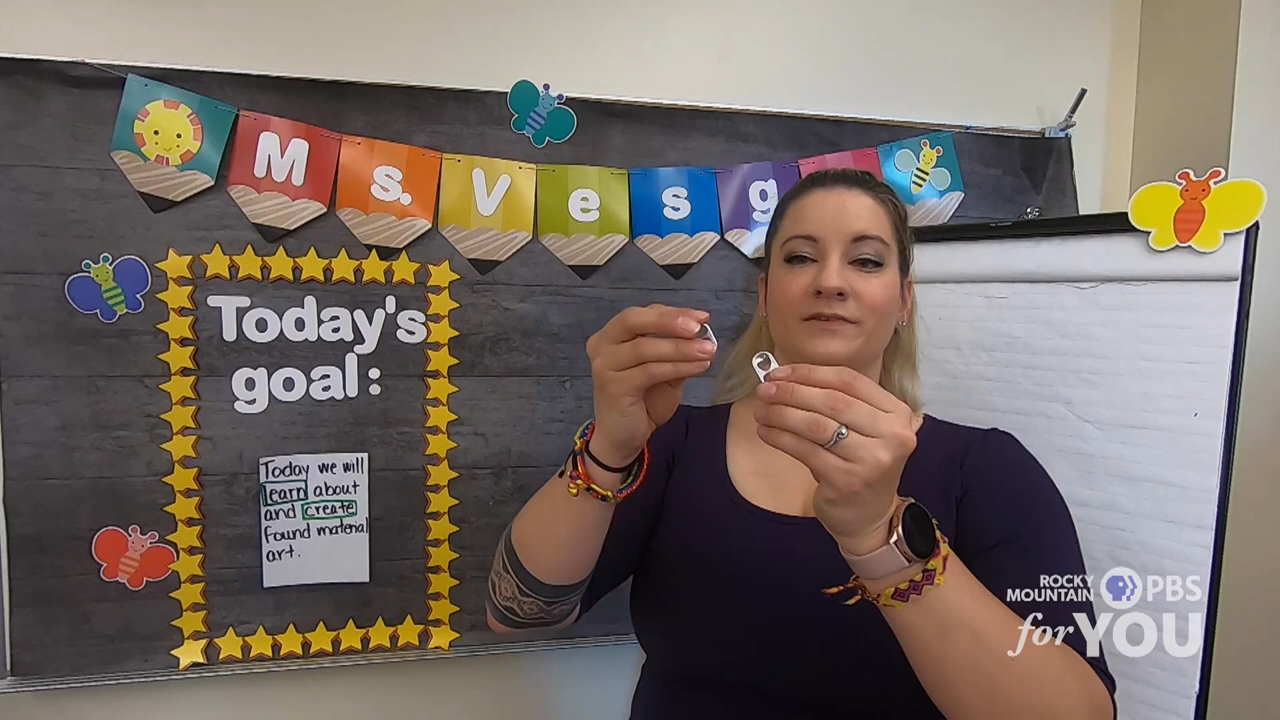 Ms. Vesg
Today's
goal:
Today we will
learn about
and create
found material
art.
ROCKY
MOUNTAIN PBS
for YOU